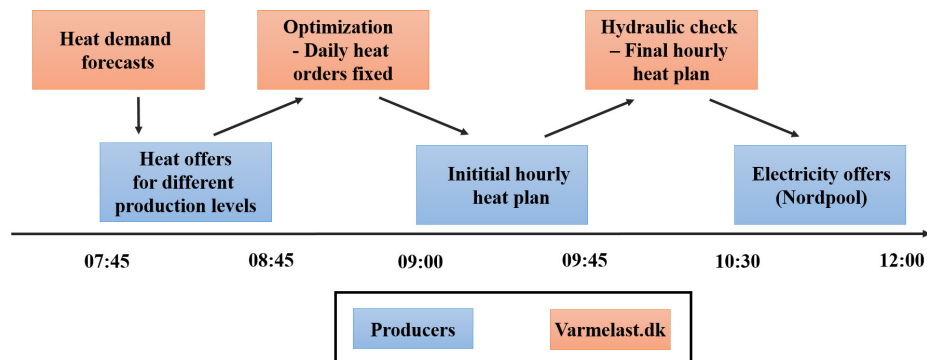 Heat demand
forecasts
Optimization
- Daily heat
orders fixed
Hydraulic check
– Final hourly
heat plan
Heat offers
for different
production levels
Inititial hourly
heat plan
Electricity offers
(Nordpool)
07:45
08:45
09:00
09:45
10:30
12:00
Producers
Varmelast.dk